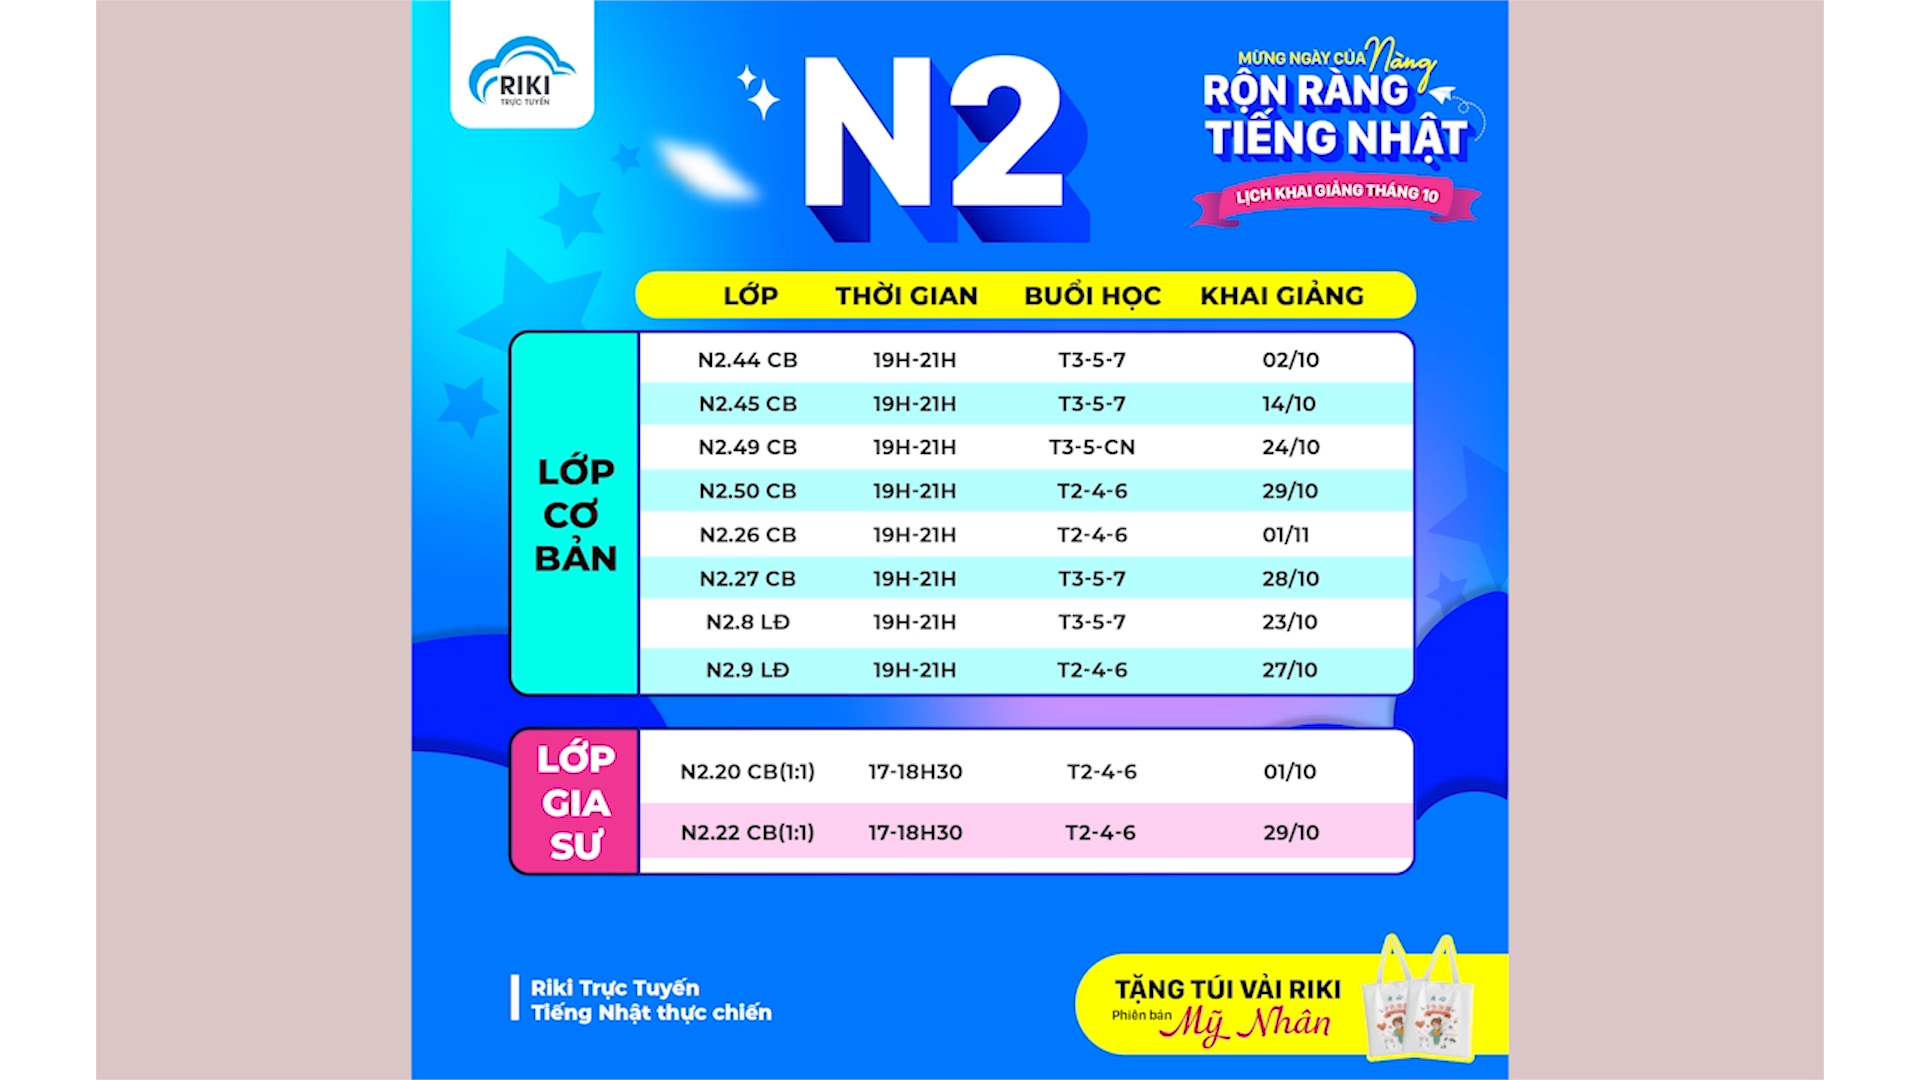 RIKI
TRỰC TUYẾN
N2
MỪNG NGÀY CỦA Nàng
RỘN RÀNG
TIẾNG NHẬT
LỊCH KHAI GIẢNG THÁNG 10
LỚP THỜI GIAN BUỔI HỌC KHAI GIẢNG
LỚP
CƠ
BẢN
N2.44 CB 19H-21H T3-5-7 02/10
N2.45 CB 19H-21H T3-5-7 14/10
N2.49 CB 19H-21H T3-5-CN 24/10
N2.50 CB 19H-21H T2-4-6 29/10
N2.26 CB 19H-21H T2-4-6 01/11
N2.27 CB 19H-21H T3-5-7 28/10
N2.8 LĐ 19H-21H T3-5-7 23/10
N2.9 LĐ 19H-21H T2-4-6 27/10
LỚP
GIA
SƯ
N2.20 CB(1:1) 17-18H30 T2-4-6 01/10
N2.22 CB(1:1) 17-18H30 T2-4-6 29/10
Riki Trực Tuyến
Tiếng Nhật thực chiến
TẶNG TÚI VẢI RIKI
Phiên bản Mỹ Nhân